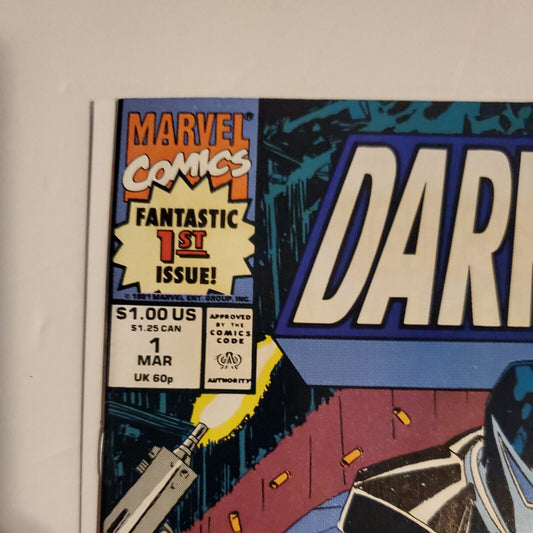 MARVEL®
COMICS
FANTASTIC
1ST
ISSUE!
© 1991 MARVEL ENT. GROUP, INC.
$1.00 US
$1.25 CAN
1
MAR
UK 60p
APPROVED
BY THE
COMICS
CODE
AUTHORITY
DAR